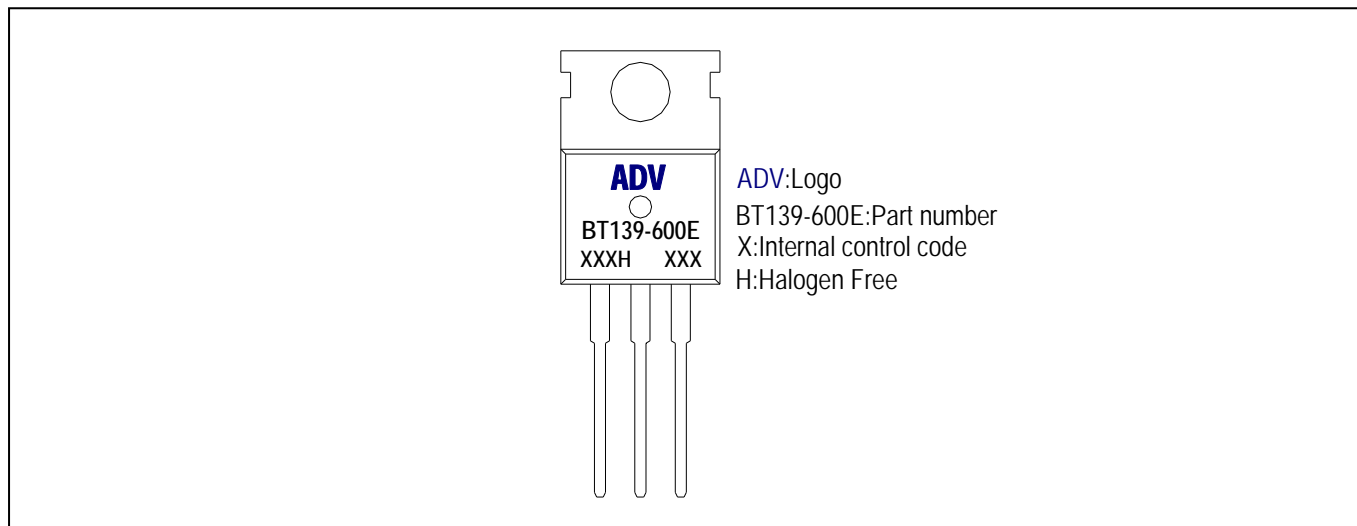 ADV
BT139-600E
XXXH XXX
ADV:Logo
BT139-600E:Part number
X:Internal control code
H:Halogen Free